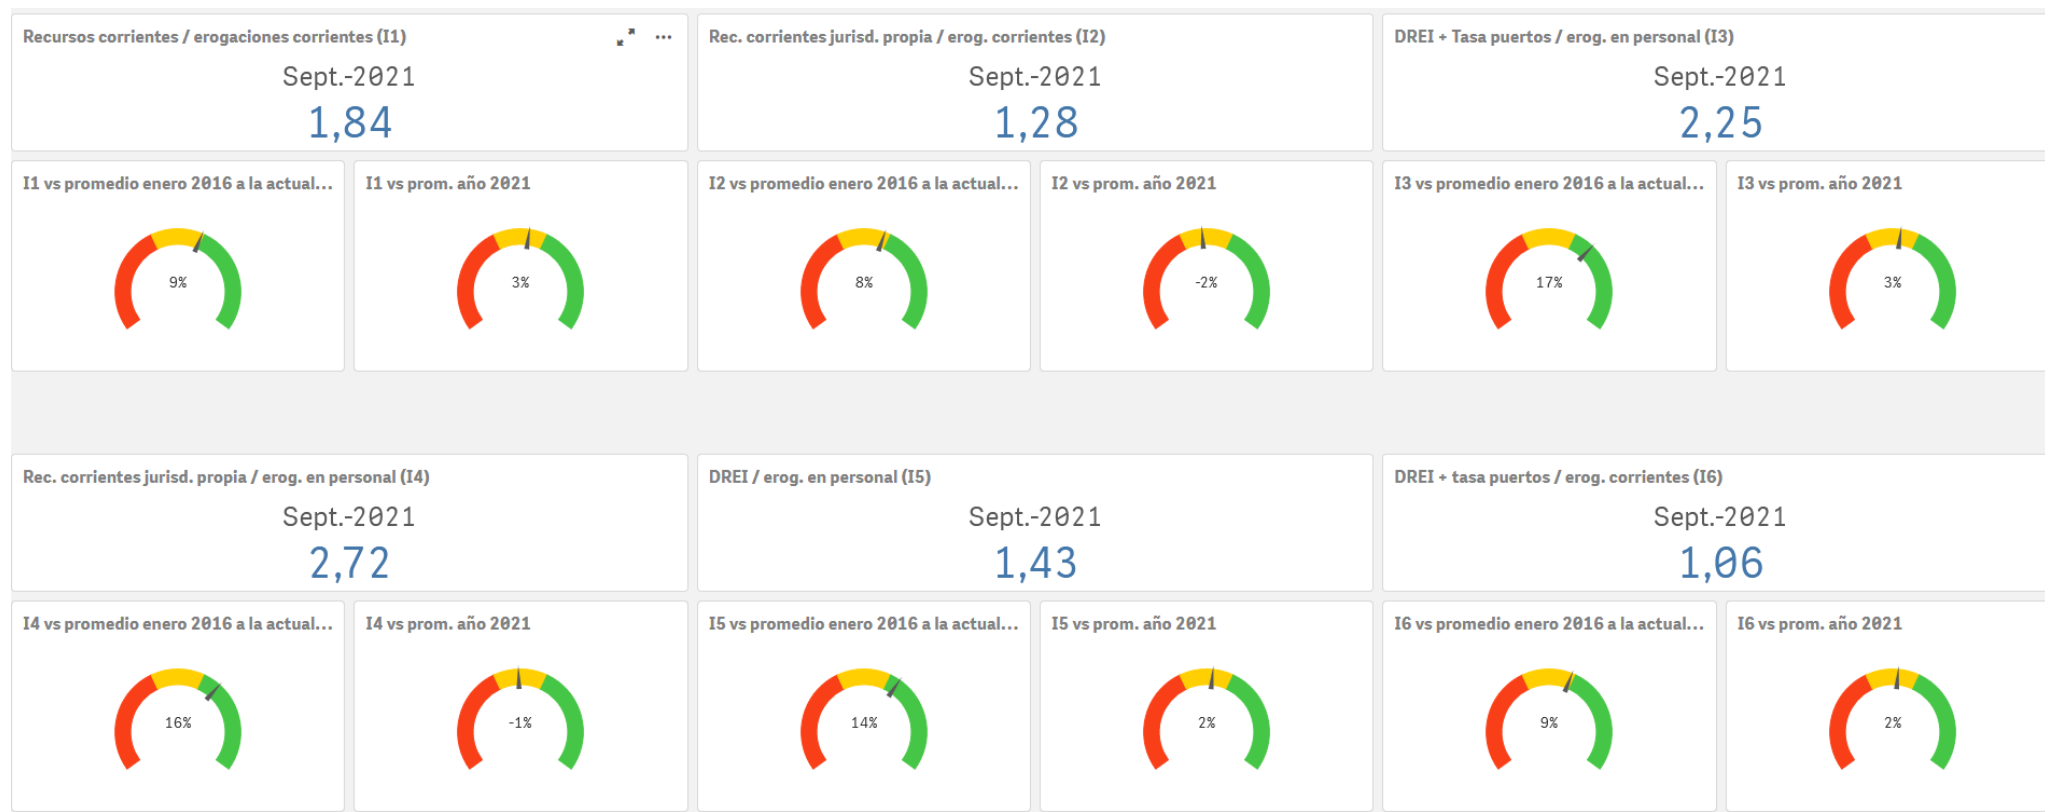 Recursos corrientes / erogaciones corrientes (I1)
Sept.-2021
1,84
Rec. corrientes jurisd. propia / erog. corrientes (I2)
Sept.-2021
1,28
DREI + Tasa puertos / erog. en personal (I3)
Sept.-2021
2,25
I1 vs promedio enero 2016 a la actual...
9%
I1 vs prom. año 2021
3%
I2 vs promedio enero 2016 a la actual...
8%
I2 vs prom. año 2021
-2%
I3 vs promedio enero 2016 a la actual...
17%
I3 vs prom. año 2021
3%
Rec. corrientes jurisd. propia / erog. en personal (I4)
Sept.-2021
2,72
DREI / erog. en personal (I5)
Sept.-2021
1,43
DREI + tasa puertos / erog. corrientes (I6)
Sept.-2021
1,06
I4 vs promedio enero 2016 a la actual...
16%
I4 vs prom. año 2021
-1%
I5 vs promedio enero 2016 a la actual...
14%
I5 vs prom. año 2021
2%
I6 vs promedio enero 2016 a la actual...
9%
I6 vs prom. año 2021
2%